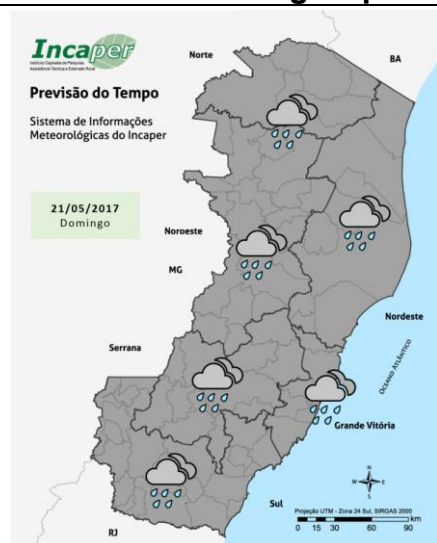 Incaper
Instituto Capixaba de Pesquisa,
Assistência Técnica e Extensão Rural
Previsão do Tempo
Sistema de Informações
Meteorológicas do Incaper
21/05/2017
Domingo
Norte
BA
Noroeste
MG
Nordeste
Serrana
OCEANO ATLÂNTICO
Grande Vitória
Sul
RJ
N
W
E
S
Projeção UTM - Zona 24 Sul, SIRGAS 2000
km
0 15 30 60 90